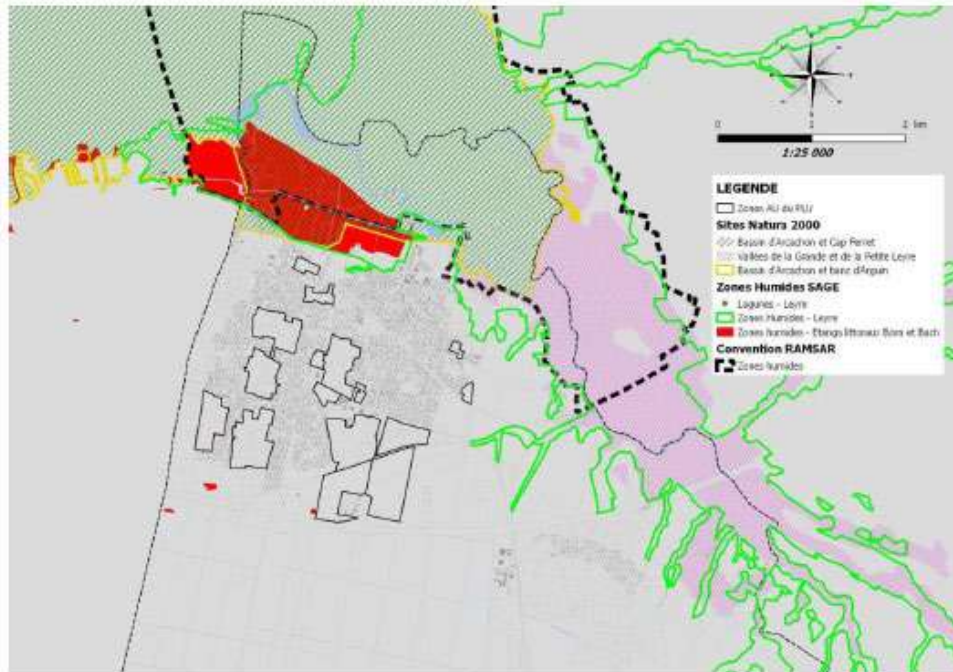 0 1 2 km
1:25 000
LEGENDE
Zones AU du PLU
Sites Natura 2000
Bassin d'Arcachon et Cap Ferret
Vallées de la Grande et de la Petite Leyre
Bassin d'Arcachon et banc d'Arguin
Zones Humides SAGE
Lagunes - Leyre
Zones Humides - Leyre
Zones humides - Etangs littoraux Born et Buch
Convention RAMSAR
Zones humides